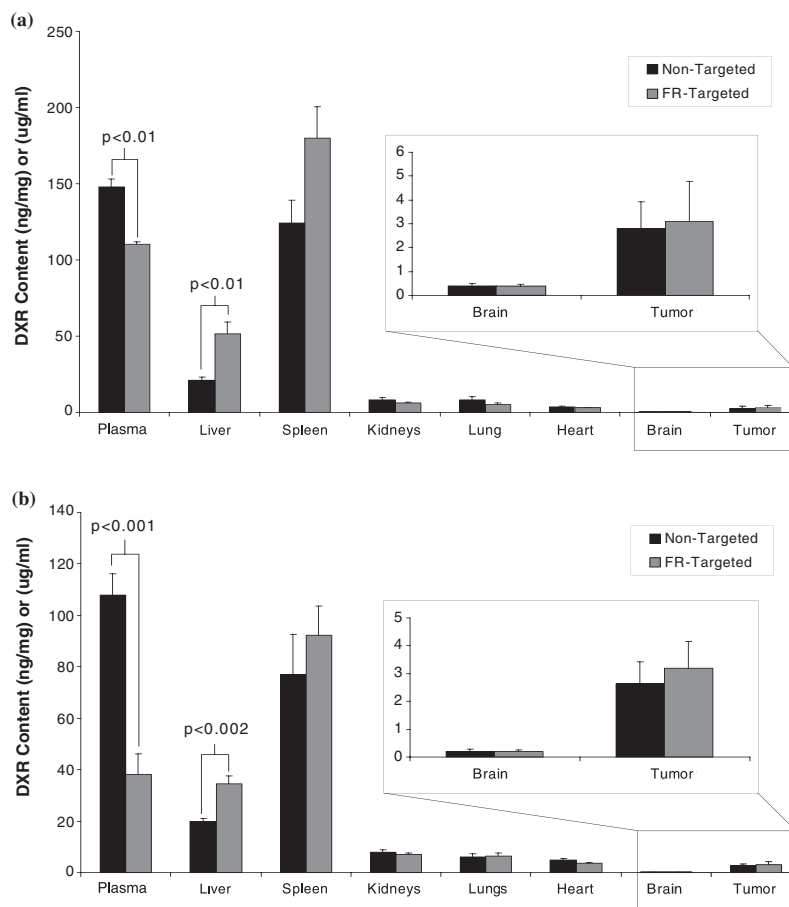 (a)
250
200
150
100
50
0
DXR Content (ng/mg) or (ug/ml)
Non-Targeted
FR-Targeted
p<0.01
p<0.01
6
5
4
3
2
1
0
Brain Tumor
Plasma Liver Spleen Kidneys Lung Heart Brain Tumor
(b)
140
120
100
80
60
40
20
0
DXR Content (ng/mg) or (ug/ml)
Non-Targeted
FR-Targeted
p<0.001
p<0.002
5
4
3
2
1
0
Brain Tumor
Plasma Liver Spleen Kidneys Lungs Heart Brain Tumor